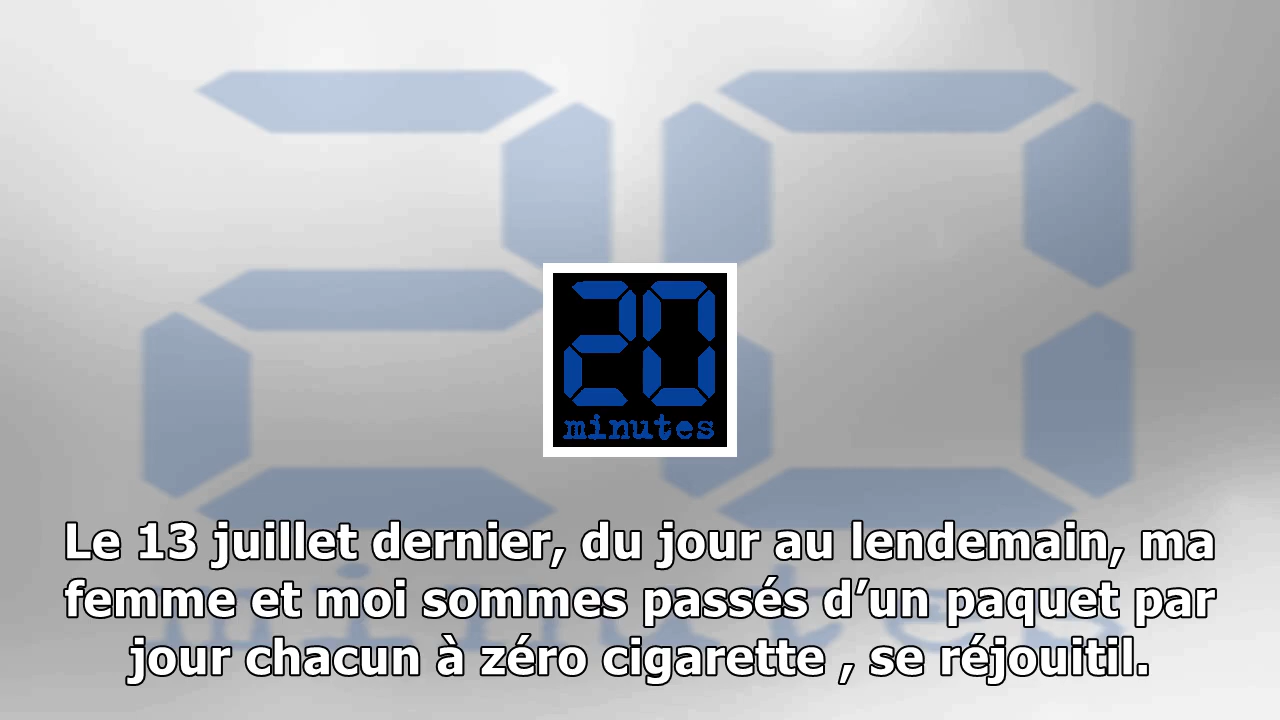 20
minutes
Le 13 juillet dernier, du jour au lendemain, ma
femme et moi sommes passés d’un paquet par
jour chacun à zéro cigarette , se réjouitil.